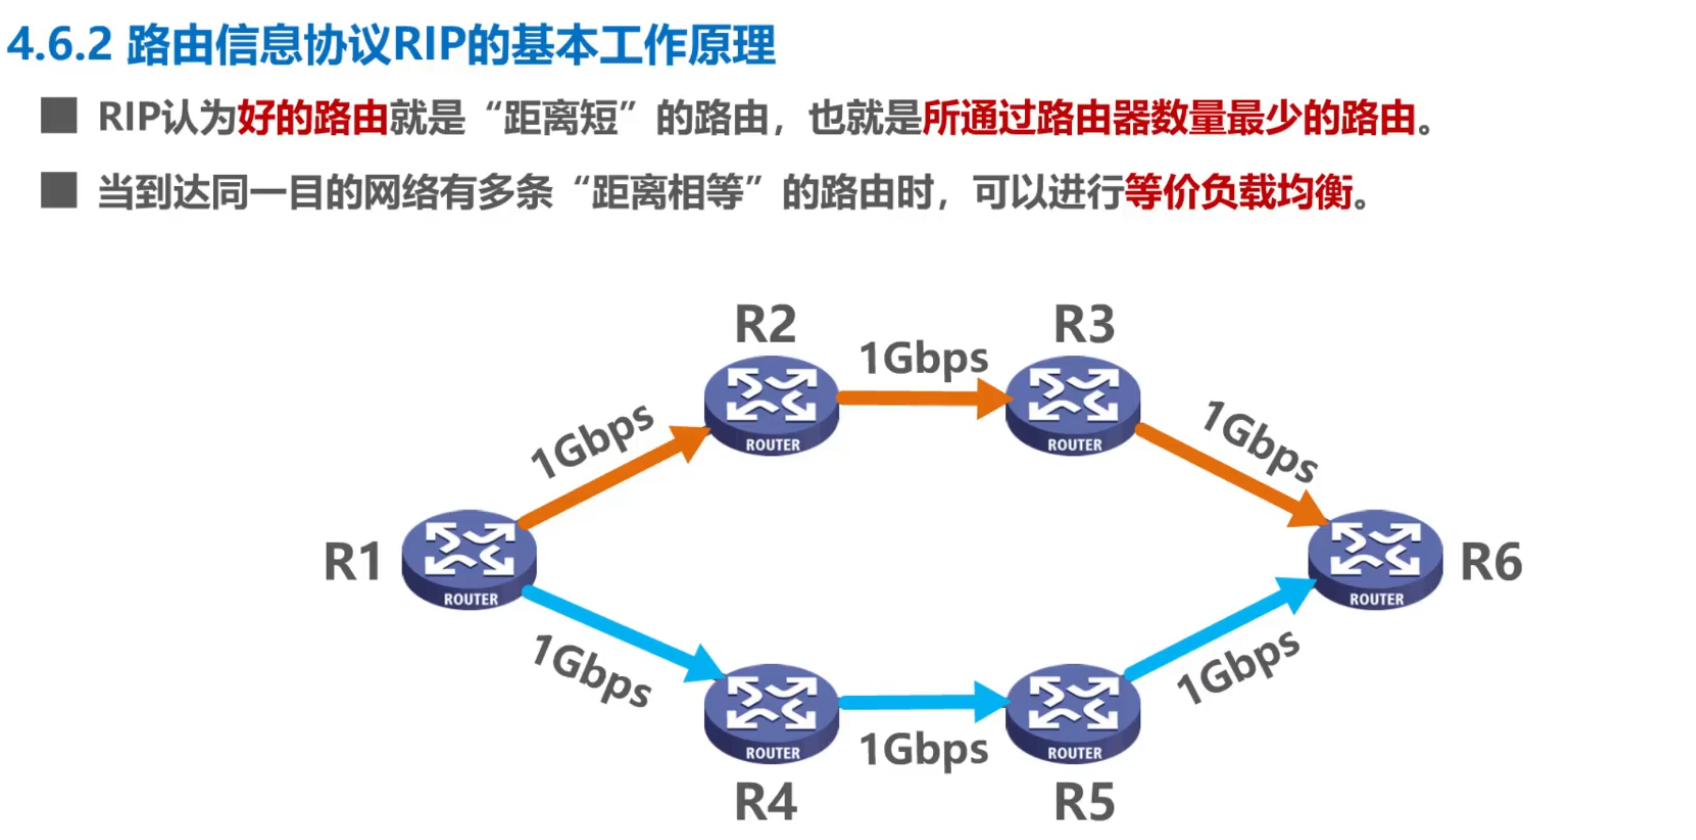 4.6.2 路由信息协议RIP的基本工作原理
RIP认为好的路由就是“距离短”的路由，也就是所通过路由器数量最少的路由。
当到达同一目的网络有多条“距离相等”的路由时，可以进行等价负载均衡。
R2
R3
1Gbps
1Gbps
1Gbps
ROUTER
ROUTER
R1
R6
ROUTER
ROUTER
1Gbps
1Gbps
1Gbps
ROUTER
ROUTER
R4
R5